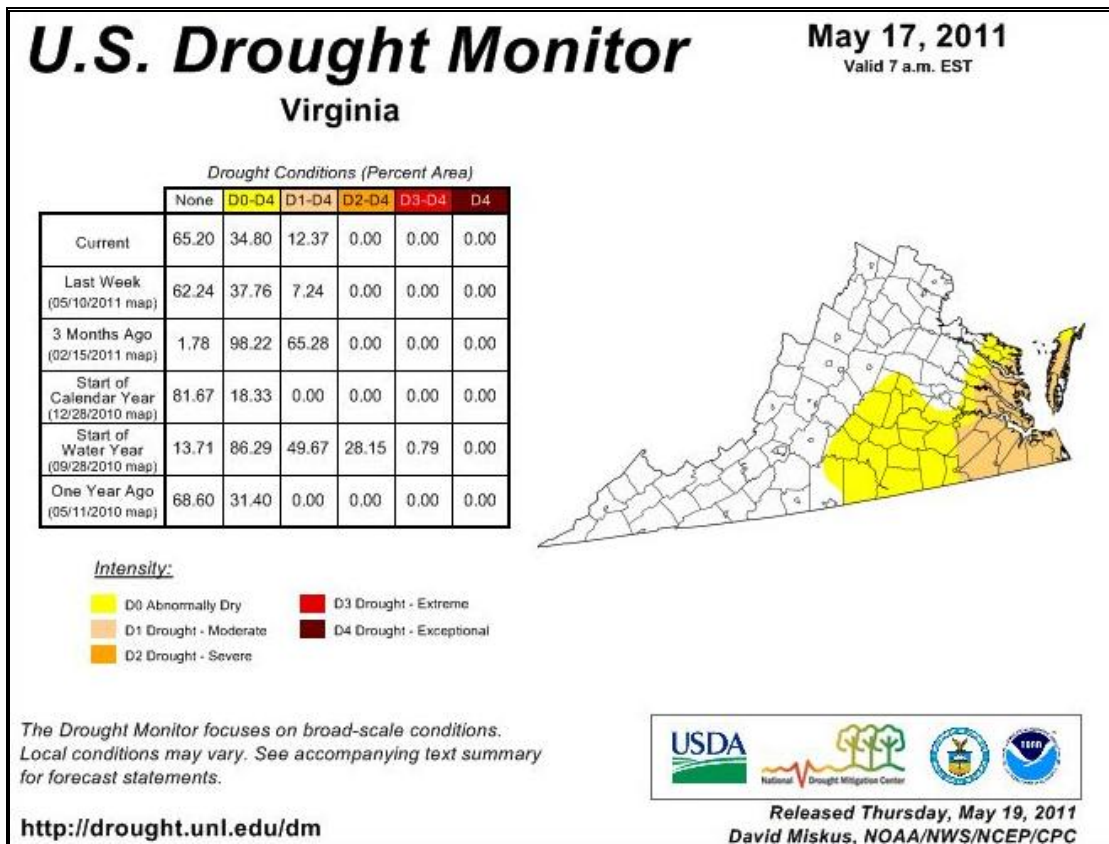 U.S. Drought Monitor
May 17, 2011
Valid 7 a.m. EST
Virginia
Drought Conditions (Percent Area)
None D0-D4 D1-D4 D2-D4 D3-D4 D4
Current 65.20 34.80 12.37 0.00 0.00 0.00
Last Week
(05/10/2011 map) 62.24 37.76 7.24 0.00 0.00 0.00
3 Months Ago
(02/15/2011 map) 1.78 98.22 65.28 0.00 0.00 0.00
Start of
Calendar Year
(12/28/2010 map) 81.67 18.33 0.00 0.00 0.00 0.00
Start of
Water Year
(09/28/2010 map) 13.71 86.29 49.67 28.15 0.79 0.00
One Year Ago
(05/11/2010 map) 68.60 31.40 0.00 0.00 0.00 0.00
Intensity:
D0 Abnormally Dry
D1 Drought - Moderate
D2 Drought - Severe
D3 Drought - Extreme
D4 Drought - Exceptional
The Drought Monitor focuses on broad-scale conditions.
Local conditions may vary. See accompanying text summary
for forecast statements.
http://drought.unl.edu/dm
USDA
National Drought Mitigation Center
Released Thursday, May 19, 2011
David Miskus, NOAA/NWS/NCEP/CPC